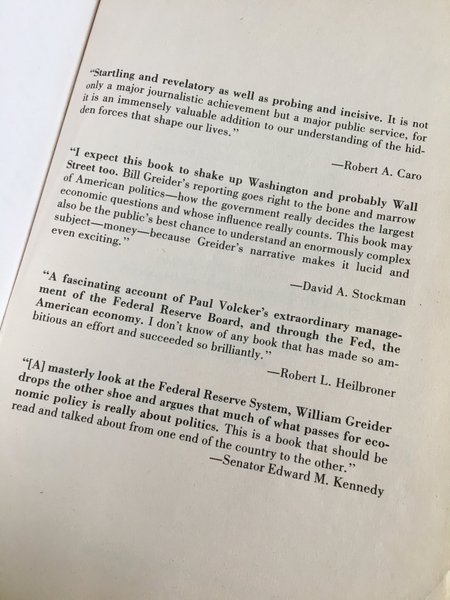 “Startling and revelatory as well as probing and incisive. It is not
only a major journalistic achievement but a major public service, for
it is an immensely valuable addition to our understanding of the hid-
den forces that shape our lives.”
—Robert A. Caro
“I expect this book to shake up Washington and probably Wall
Street too. Bill Greider's reporting goes right to the bone and marrow
of American politics—how the government really decides the largest
economic questions and whose influence really counts. This book may
also be the public's best chance to understand an enormously complex
subject—money—because Greider's narrative makes it lucid and
even exciting.”
—David A. Stockman
“A fascinating account of Paul Volcker's extraordinary manage-
ment of the Federal Reserve Board, and through the Fed, the
American economy. I don't know of any book that has made so am-
bitious an effort and succeeded so brilliantly.”
—Robert L. Heilbroner
“[A] masterly look at the Federal Reserve System, William Greider
drops the other shoe and argues that much of what passes for eco-
nomic policy is really about politics. This is a book that should be
read and talked about from one end of the country to the other.”
—Senator Edward M. Kennedy